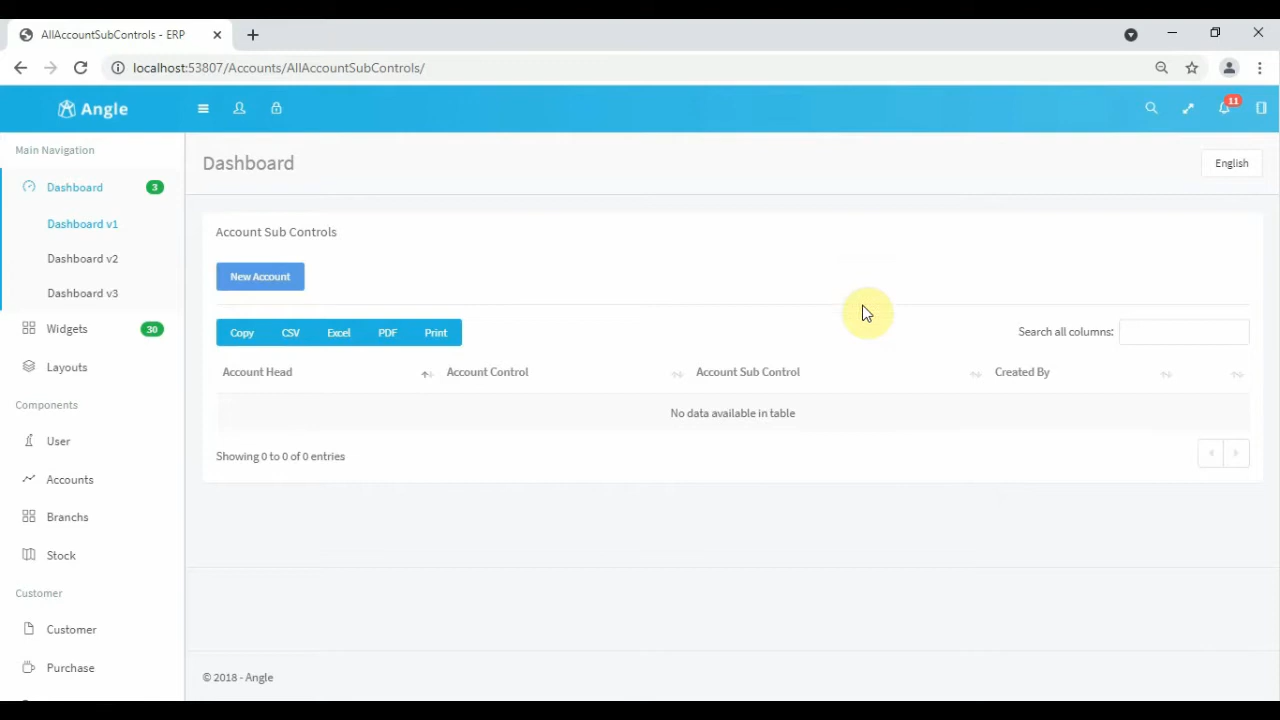 AllAccountSubControls - ERP
localhost:53807/Accounts/AllAccountSubControls/
Angle
11
Main Navigation
Dashboard
English
Dashboard 3
Dashboard v1
Dashboard v2
Dashboard v3
Widgets 30
Layouts
Components
User
Accounts
Branchs
Stock
Customer
Customer
Purchase
Account Sub Controls
New Account
Copy CSV Excel PDF Print
Search all columns:
Account Head Account Control Account Sub Control Created By
No data available in table
Showing 0 to 0 of 0 entries
© 2018 - Angle